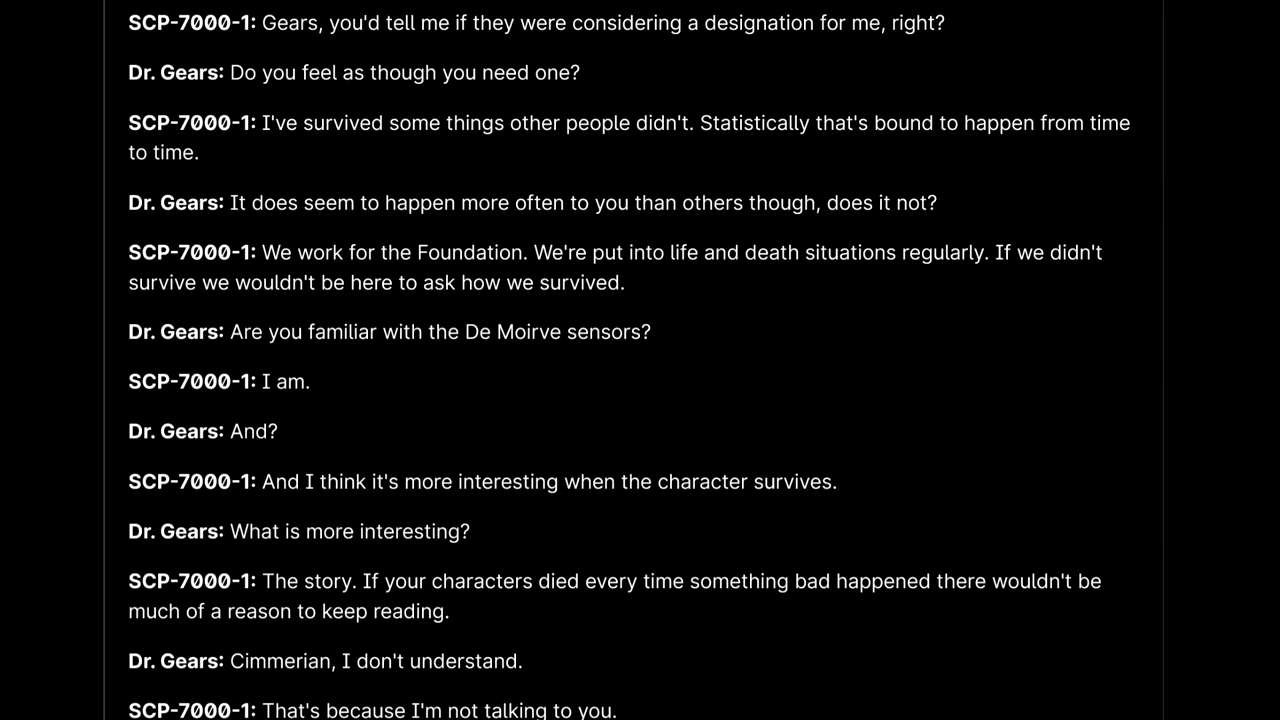 SCP-7000-1: Gears, you'd tell me if they were considering a designation for me, right?
Dr. Gears: Do you feel as though you need one?
SCP-7000-1: I've survived some things other people didn't. Statistically that's bound to happen from time
to time.
Dr. Gears: It does seem to happen more often to you than others though, does it not?
SCP-7000-1: We work for the Foundation. We're put into life and death situations regularly. If we didn't
survive we wouldn't be here to ask how we survived.
Dr. Gears: Are you familiar with the De Moirve sensors?
SCP-7000-1: I am.
Dr. Gears: And?
SCP-7000-1: And I think it's more interesting when the character survives.
Dr. Gears: What is more interesting?
SCP-7000-1: The story. If your characters died every time something bad happened there wouldn't be
much of a reason to keep reading.
Dr. Gears: Cimmerian, I don't understand.
SCP-7000-1: That's because I'm not talking to you.